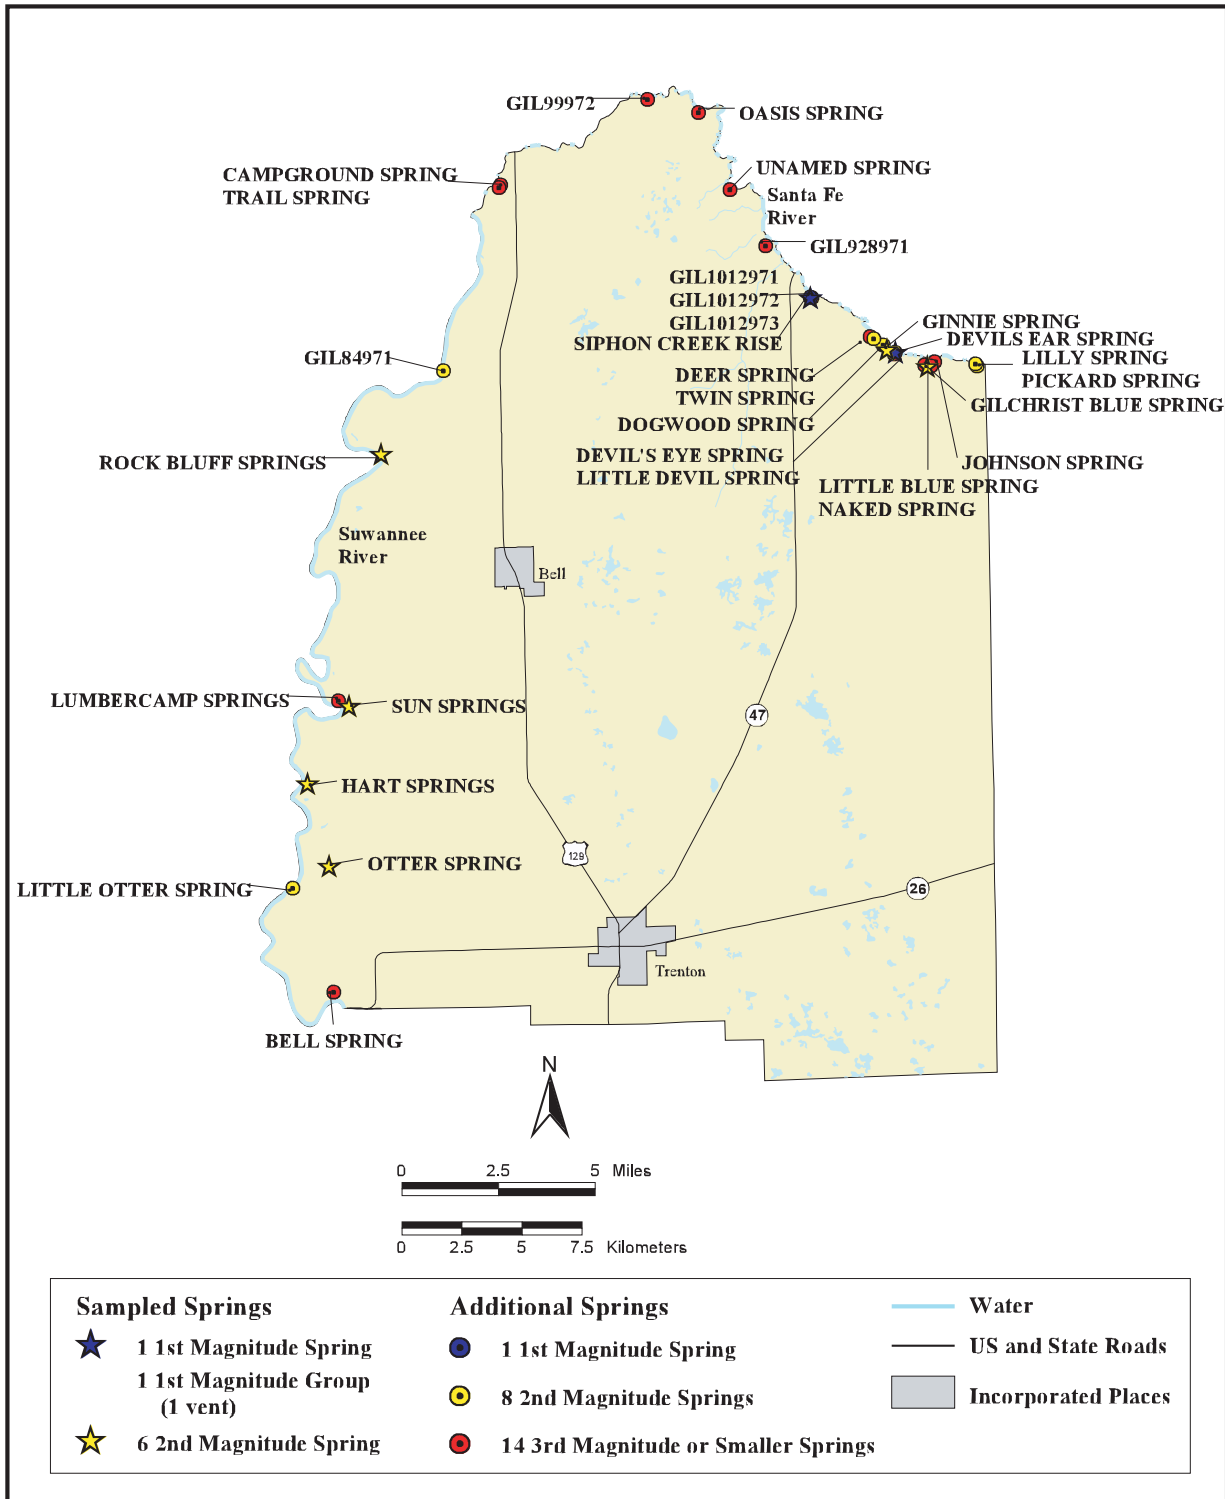 GIL99972
OASIS SPRING
CAMPGROUND SPRING
TRAIL SPRING
UNAMED SPRING
Santa Fe
River
GIL928971
GIL1012971
GIL1012972
GIL1012973
SIPHON CREEK RISE
GINNIE SPRING
DEVILS EAR SPRING
LILLY SPRING
PICKARD SPRING
GILCHRIST BLUE SPRING
GIL84971
DEER SPRING
TWIN SPRING
DOGWOOD SPRING
DEVIL'S EYE SPRING
LITTLE DEVIL SPRING
JOHNSON SPRING
LITTLE BLUE SPRING
NAKED SPRING
ROCK BLUFF SPRINGS
Suwannee
River
Bell
LUMBERCAMP SPRINGS
SUN SPRINGS
47
HART SPRINGS
129
OTTER SPRING
LITTLE OTTER SPRING
26
Trenton
BELL SPRING
N
0 2.5 5 Miles
0 2.5 5 7.5 Kilometers
Sampled Springs
1 1st Magnitude Spring
1 1st Magnitude Group
(1 vent)
6 2nd Magnitude Spring
Additional Springs
1 1st Magnitude Spring
8 2nd Magnitude Springs
14 3rd Magnitude or Smaller Springs
Water
US and State Roads
Incorporated Places